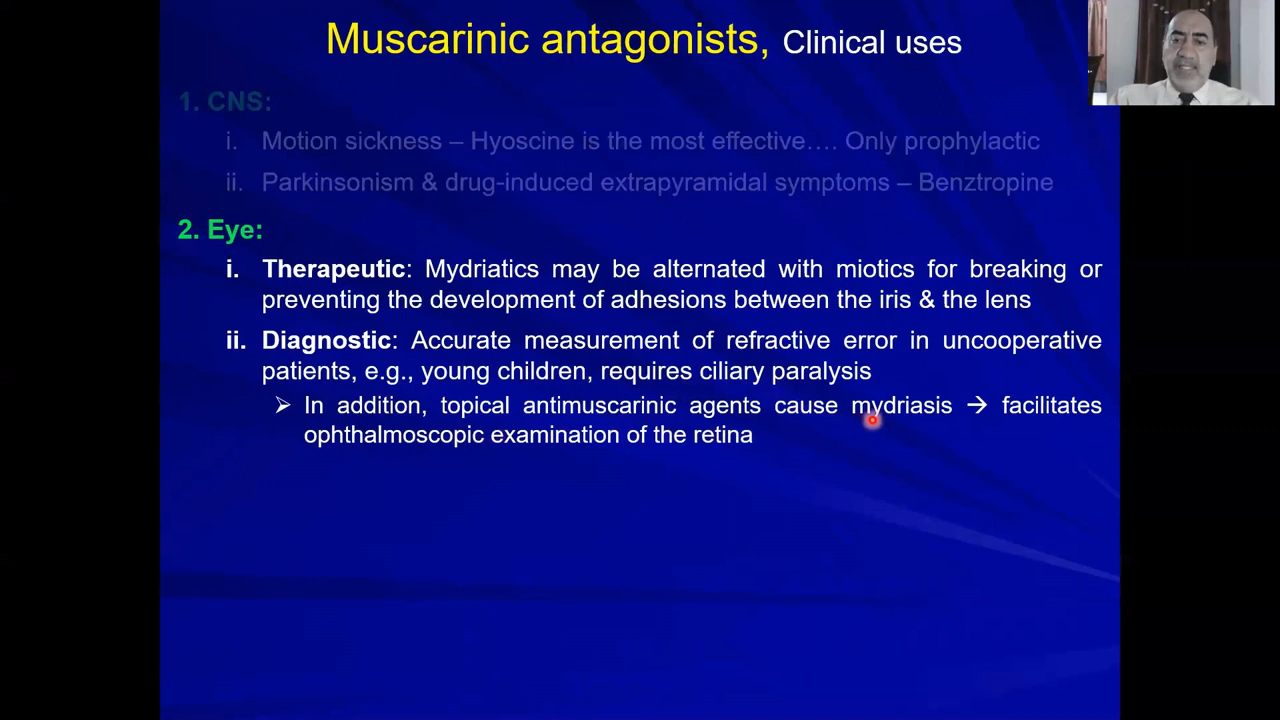 Muscarinic antagonists, Clinical uses
1. CNS:
i. Motion sickness – Hyoscine is the most effective…. Only prophylactic
ii. Parkinsonism & drug-induced extrapyramidal symptoms – Benztropine
2. Eye:
i. Therapeutic: Mydriatics may be alternated with miotics for breaking or
preventing the development of adhesions between the iris & the lens
ii. Diagnostic: Accurate measurement of refractive error in uncooperative
patients, e.g., young children, requires ciliary paralysis
➢ In addition, topical antimuscarinic agents cause mydriasis → facilitates
ophthalmoscopic examination of the retina